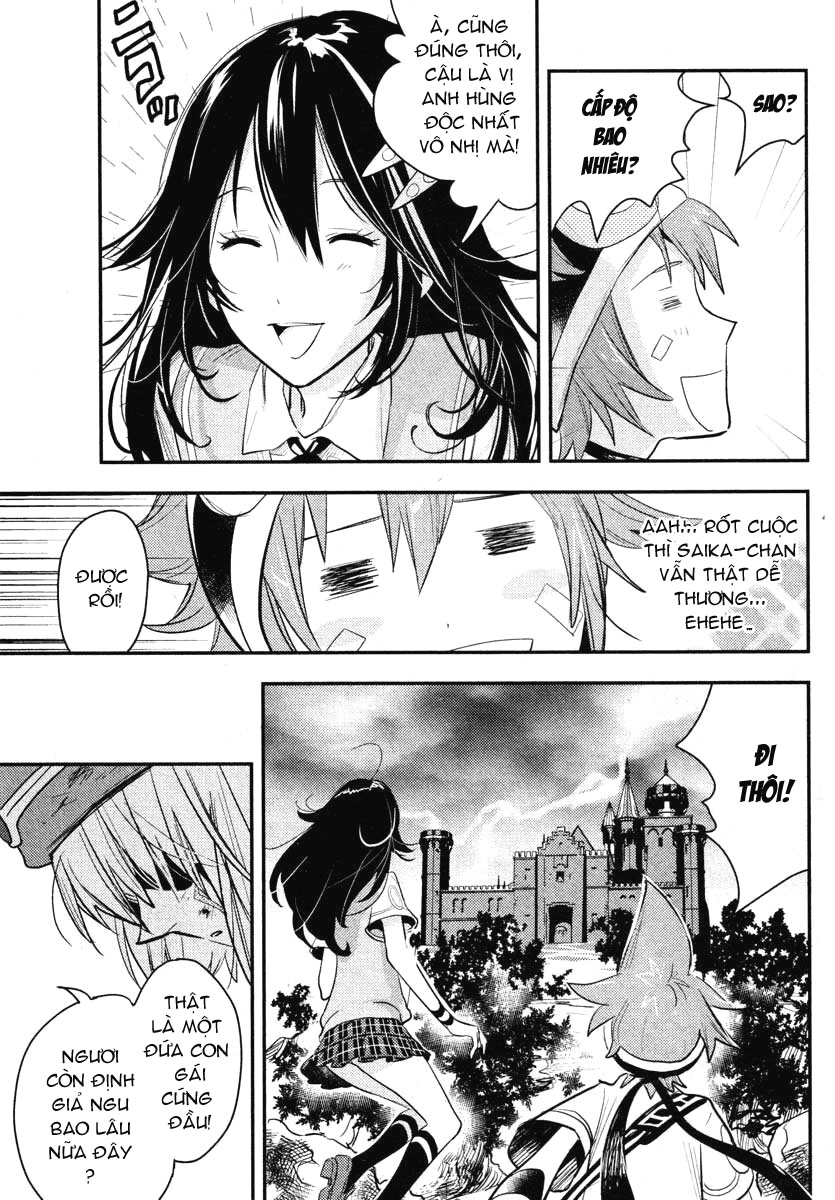 SAO?
CẤP ĐỘ
BAO
NHIÊU?
À, CŨNG
ĐÚNG THÔI,
CẬU LÀ VỊ
ANH HÙNG
ĐỘC NHẤT
VÔ NHỊ MÀ!
AAH... RỐT CUỘC
THÌ SAIKA-CHAN
VẪN THẬT DỄ
THƯƠNG...
EHEHE...
ĐƯỢC
RỒI!
ĐI
THÔI!
THẬT
LÀ MỘT
ĐỨA CON
GÁI
CỨNG
ĐẦU!
NGƯƠI
CÒN ĐỊNH
GIẢ NGU
BAO LÂU
NỮA ĐÂY
?